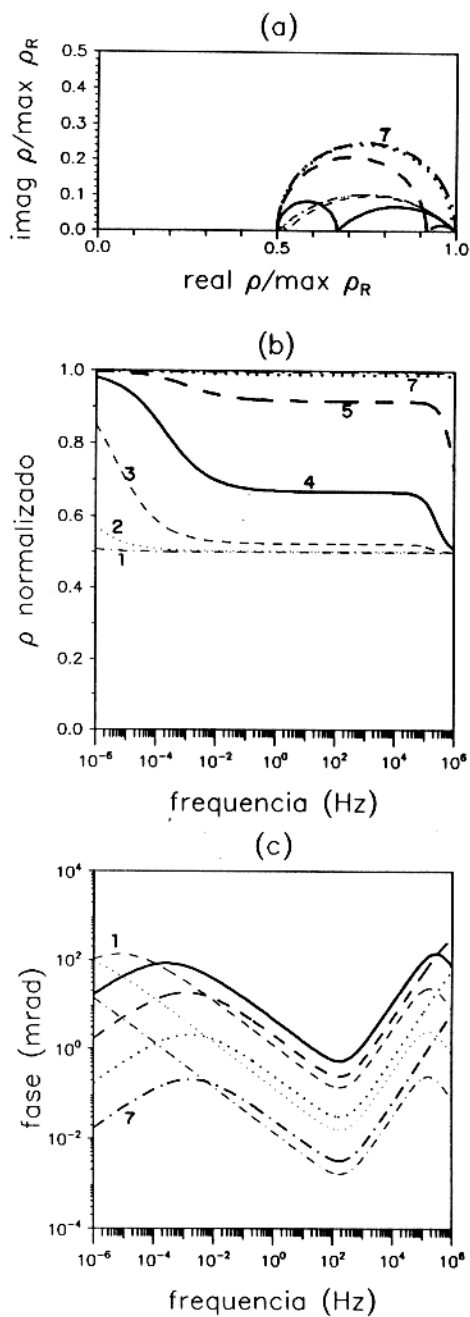 (a)
imag ρ/max ρR
0.5
0.4
0.3
0.2
0.1
0.0
7
0.0 0.5 1.0
real ρ/max ρR
(b)
ρ normalizado
1.0
0.8
0.6
0.4
0.2
0.0
7
5
4
3
2
1
10⁻⁶ 10⁻⁴ 10⁻² 10⁰ 10² 10⁴ 10⁶
frequencia (Hz)
(c)
fase (mrad)
10⁴
10²
10⁰
10⁻²
10⁻⁴
1
7
10⁻⁶ 10⁻⁴ 10⁻² 10⁰ 10² 10⁴ 10⁶
frequencia (Hz)